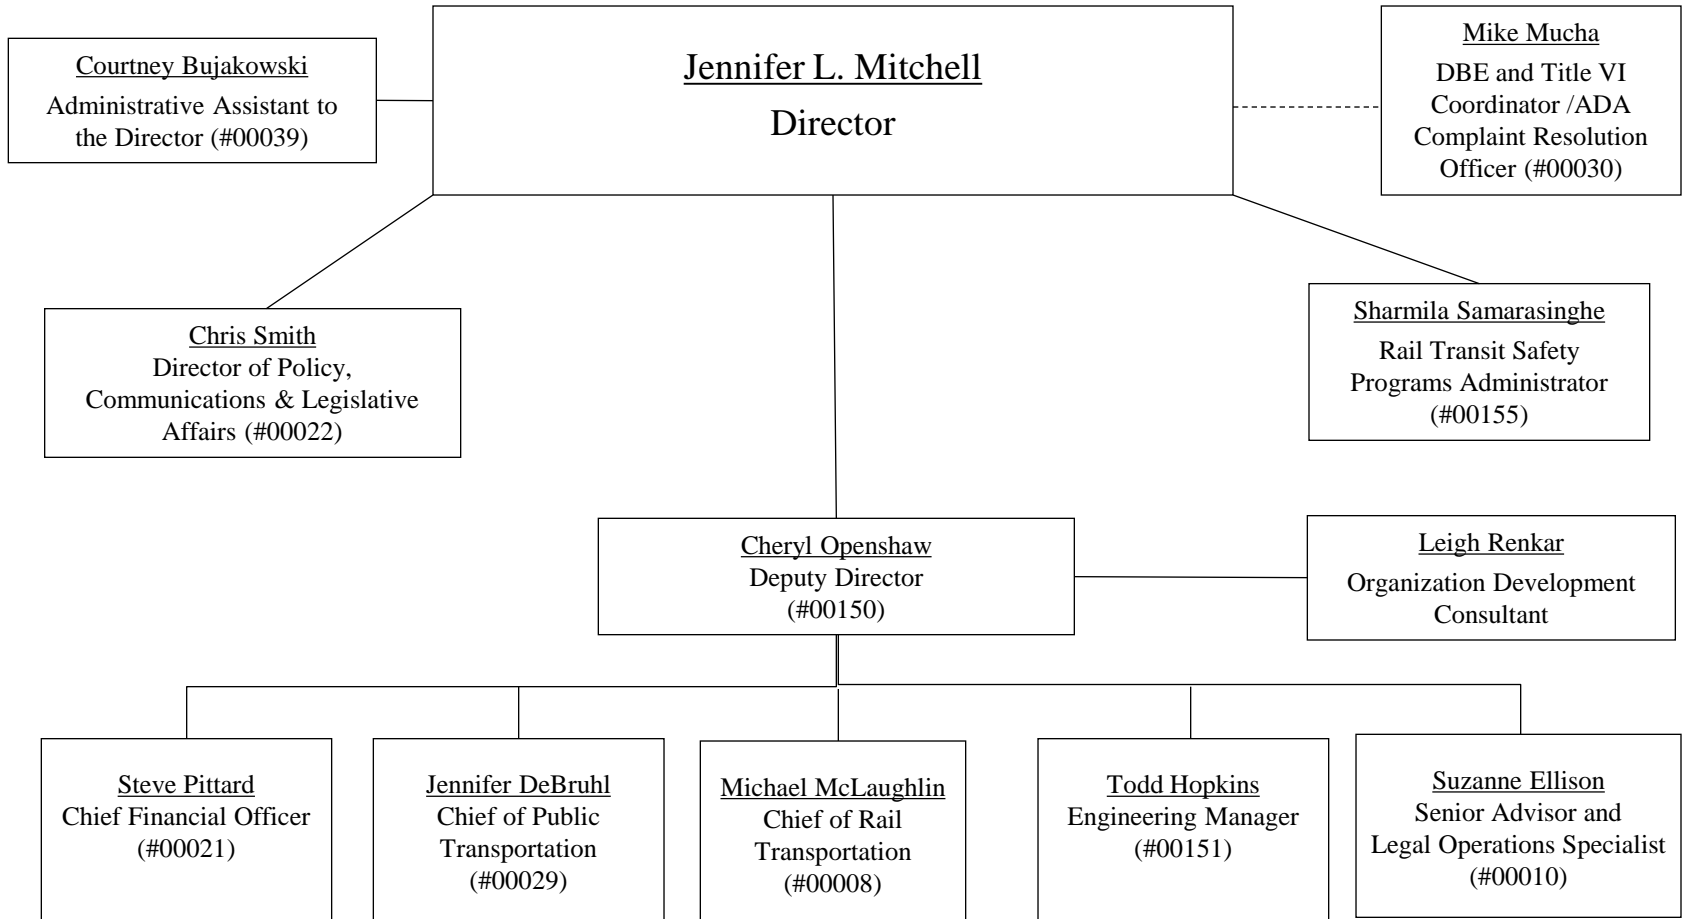 Jennifer L. Mitchell
Director
Courtney Bujakowski
Administrative Assistant to
the Director (#00039)
Mike Mucha
DBE and Title VI
Coordinator /ADA
Complaint Resolution
Officer (#00030)
Chris Smith
Director of Policy,
Communications & Legislative
Affairs (#00022)
Sharmila Samarasinghe
Rail Transit Safety
Programs Administrator
(#00155)
Cheryl Openshaw
Deputy Director
(#00150)
Leigh Renkar
Organization Development
Consultant
Steve Pittard
Chief Financial Officer
(#00021)
Jennifer DeBruhl
Chief of Public
Transportation
(#00029)
Michael McLaughlin
Chief of Rail
Transportation
(#00008)
Todd Hopkins
Engineering Manager
(#00151)
Suzanne Ellison
Senior Advisor and
Legal Operations Specialist
(#00010)